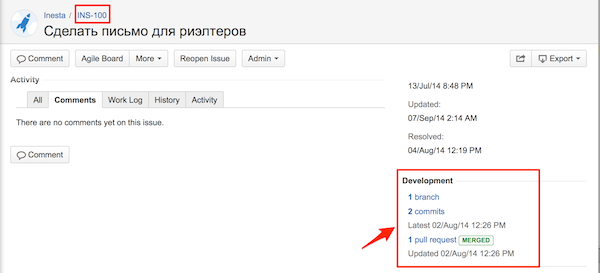 Inesta / INS-100
Сделать письмо для риэлтеров
Comment Agile Board More Reopen Issue Admin Export
Activity
All Comments Work Log History Activity
There are no comments yet on this issue.
Comment
13/Jul/14 8:48 PM
Updated:
07/Sep/14 2:14 AM
Resolved:
04/Aug/14 12:19 PM
Development
1 branch
2 commits
Latest 02/Aug/14 12:26 PM
1 pull request MERGED
Updated 02/Aug/14 12:26 PM